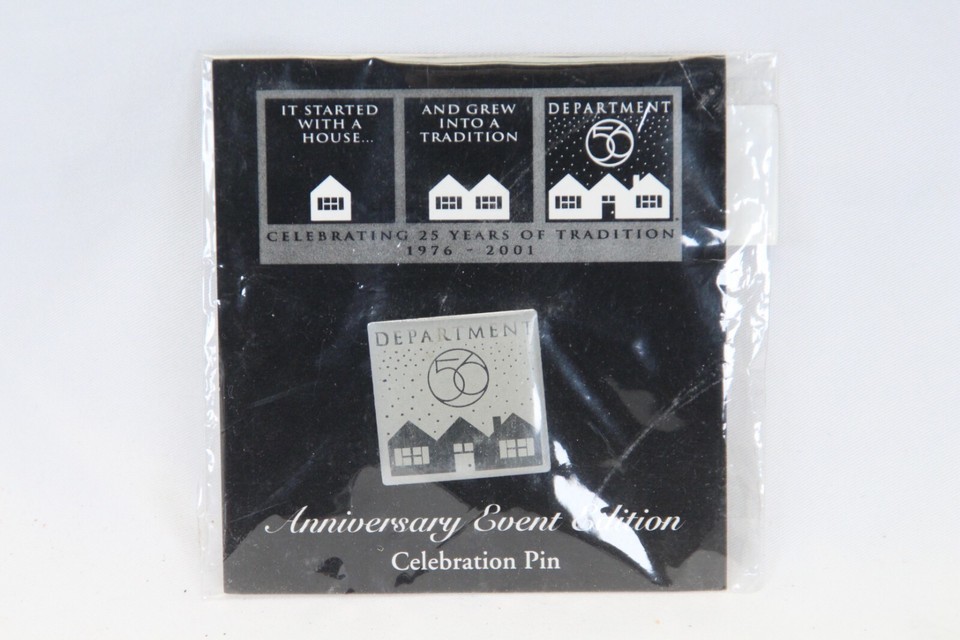 IT STARTED
WITH A
HOUSE...
AND GREW
INTO A
TRADITION
DEPARTMENT
56
CELEBRATING 25 YEARS OF TRADITION
1976 - 2001
DEPARTMENT
56
Anniversary Event Edition
Celebration Pin